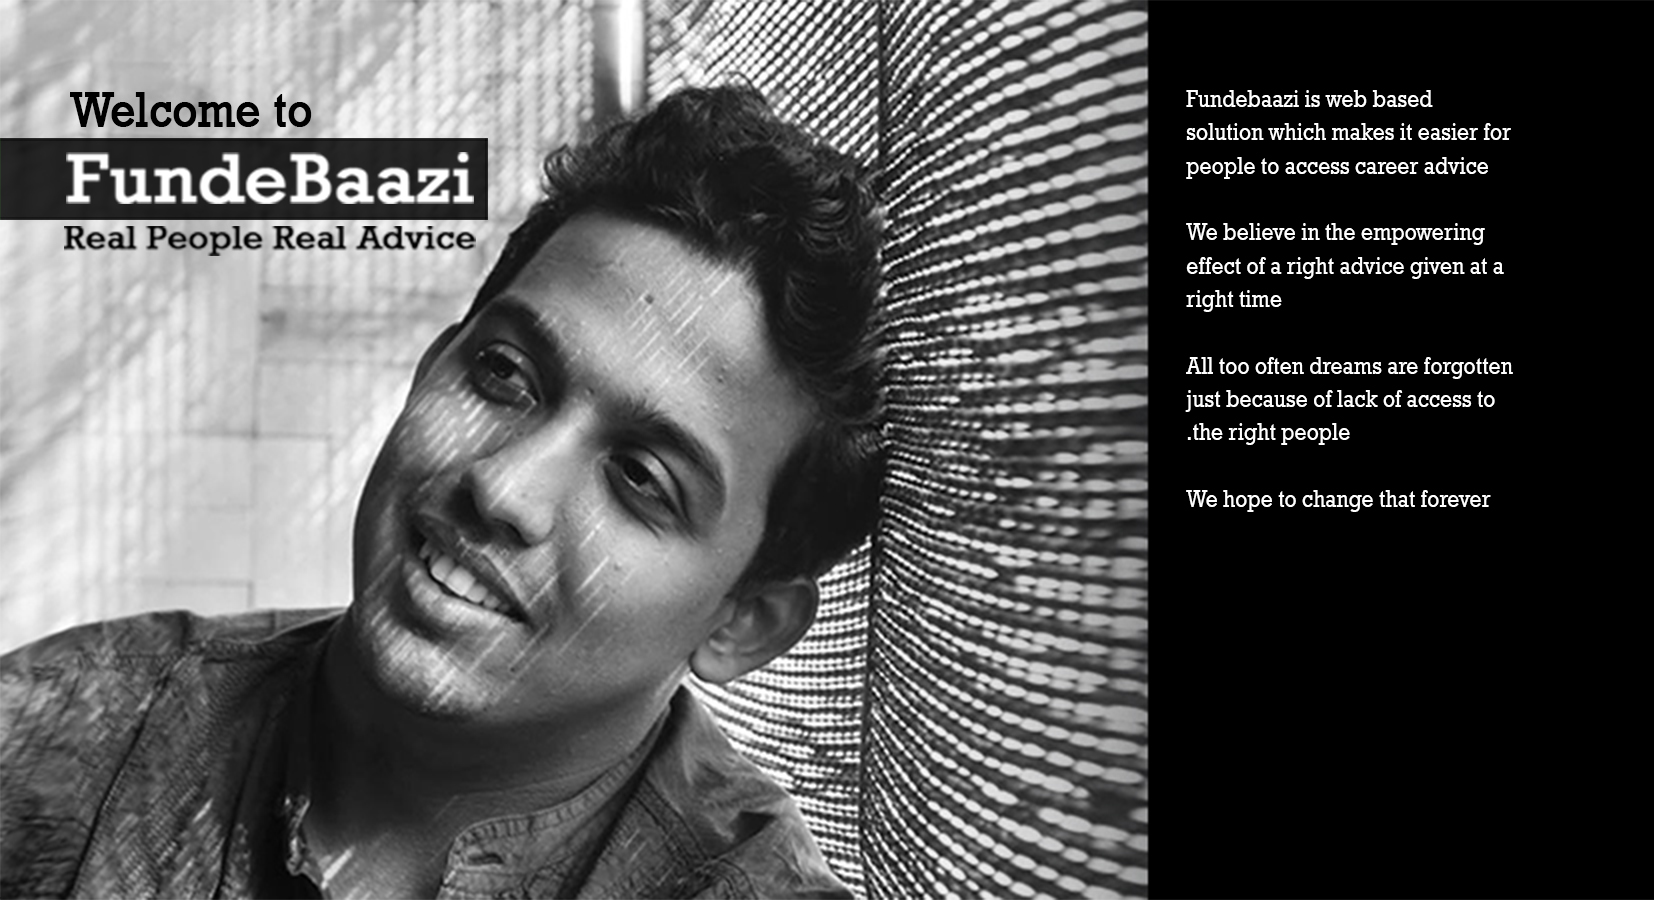 Welcome to
FundeBaazi
Real People Real Advice
Fundebaazi is web based
solution which makes it easier for
people to access career advice
We believe in the empowering
effect of a right advice given at a
right time
All too often dreams are forgotten
just because of lack of access to
.the right people
We hope to change that forever